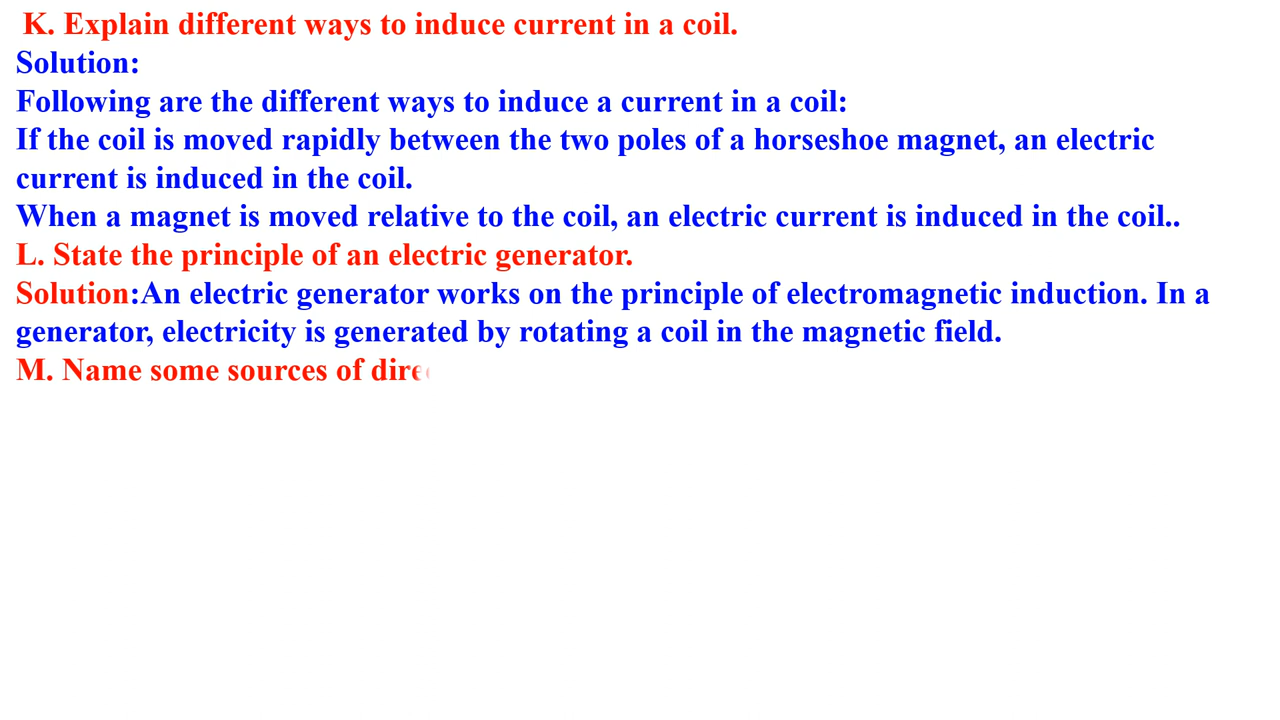 K. Explain different ways to induce current in a coil.
Solution:
Following are the different ways to induce a current in a coil:
If the coil is moved rapidly between the two poles of a horseshoe magnet, an electric
current is induced in the coil.
When a magnet is moved relative to the coil, an electric current is induced in the coil..
L. State the principle of an electric generator.
Solution:An electric generator works on the principle of electromagnetic induction. In a
generator, electricity is generated by rotating a coil in the magnetic field.
M. Name some sources of